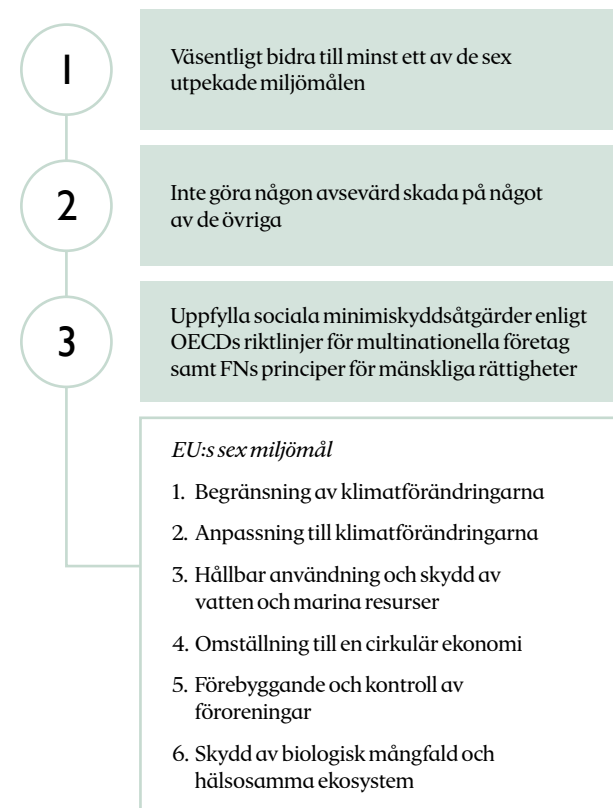 1
Väsentligt bidra till minst ett av de sex
utpekade miljömålen
2
Inte göra någon avsevärd skada på något
av de övriga
3
Uppfylla sociala minimiskyddsåtgärder enligt
OECDs riktlinjer för multinationella företag
samt FNs principer för mänskliga rättigheter
EU:s sex miljömål
1. Begränsning av klimatförändringarna
2. Anpassning till klimatförändringarna
3. Hållbar användning och skydd av
vatten och marina resurser
4. Omställning till en cirkulär ekonomi
5. Förebyggande och kontroll av
föroreningar
6. Skydd av biologisk mångfald och
hälsosamma ekosystem